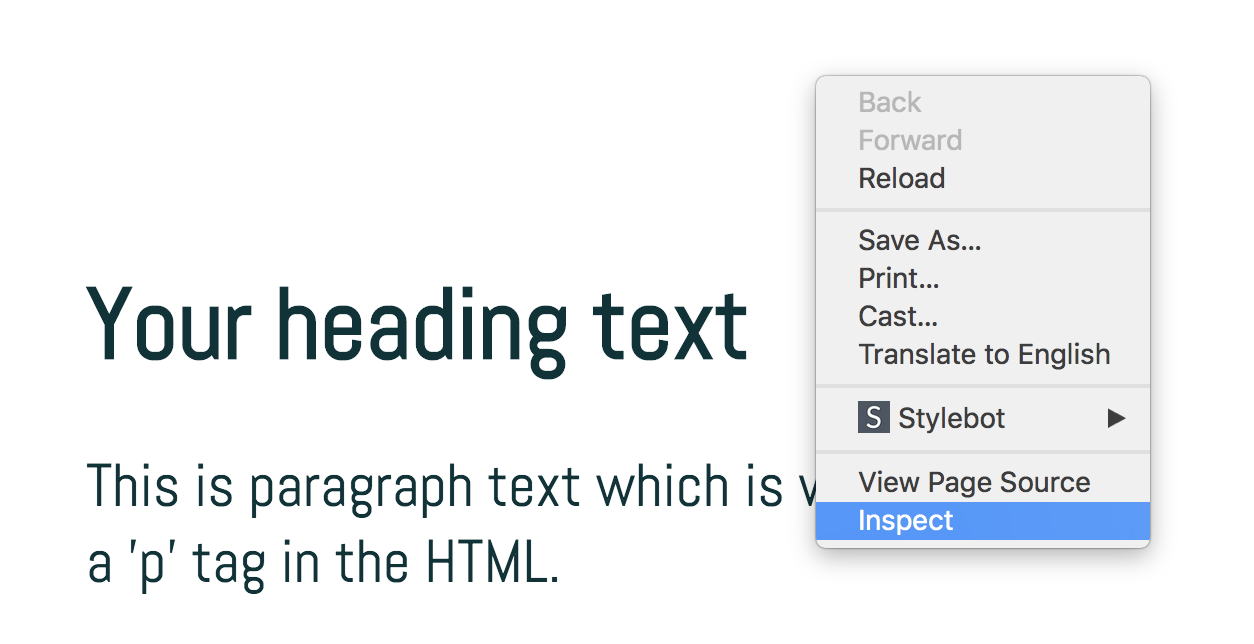 Back
Forward
Reload
Save As...
Print...
Cast...
Translate to English
S Stylebot
View Page Source
Inspect
Your heading text
This is paragraph text which is
a 'p' tag in the HTML.